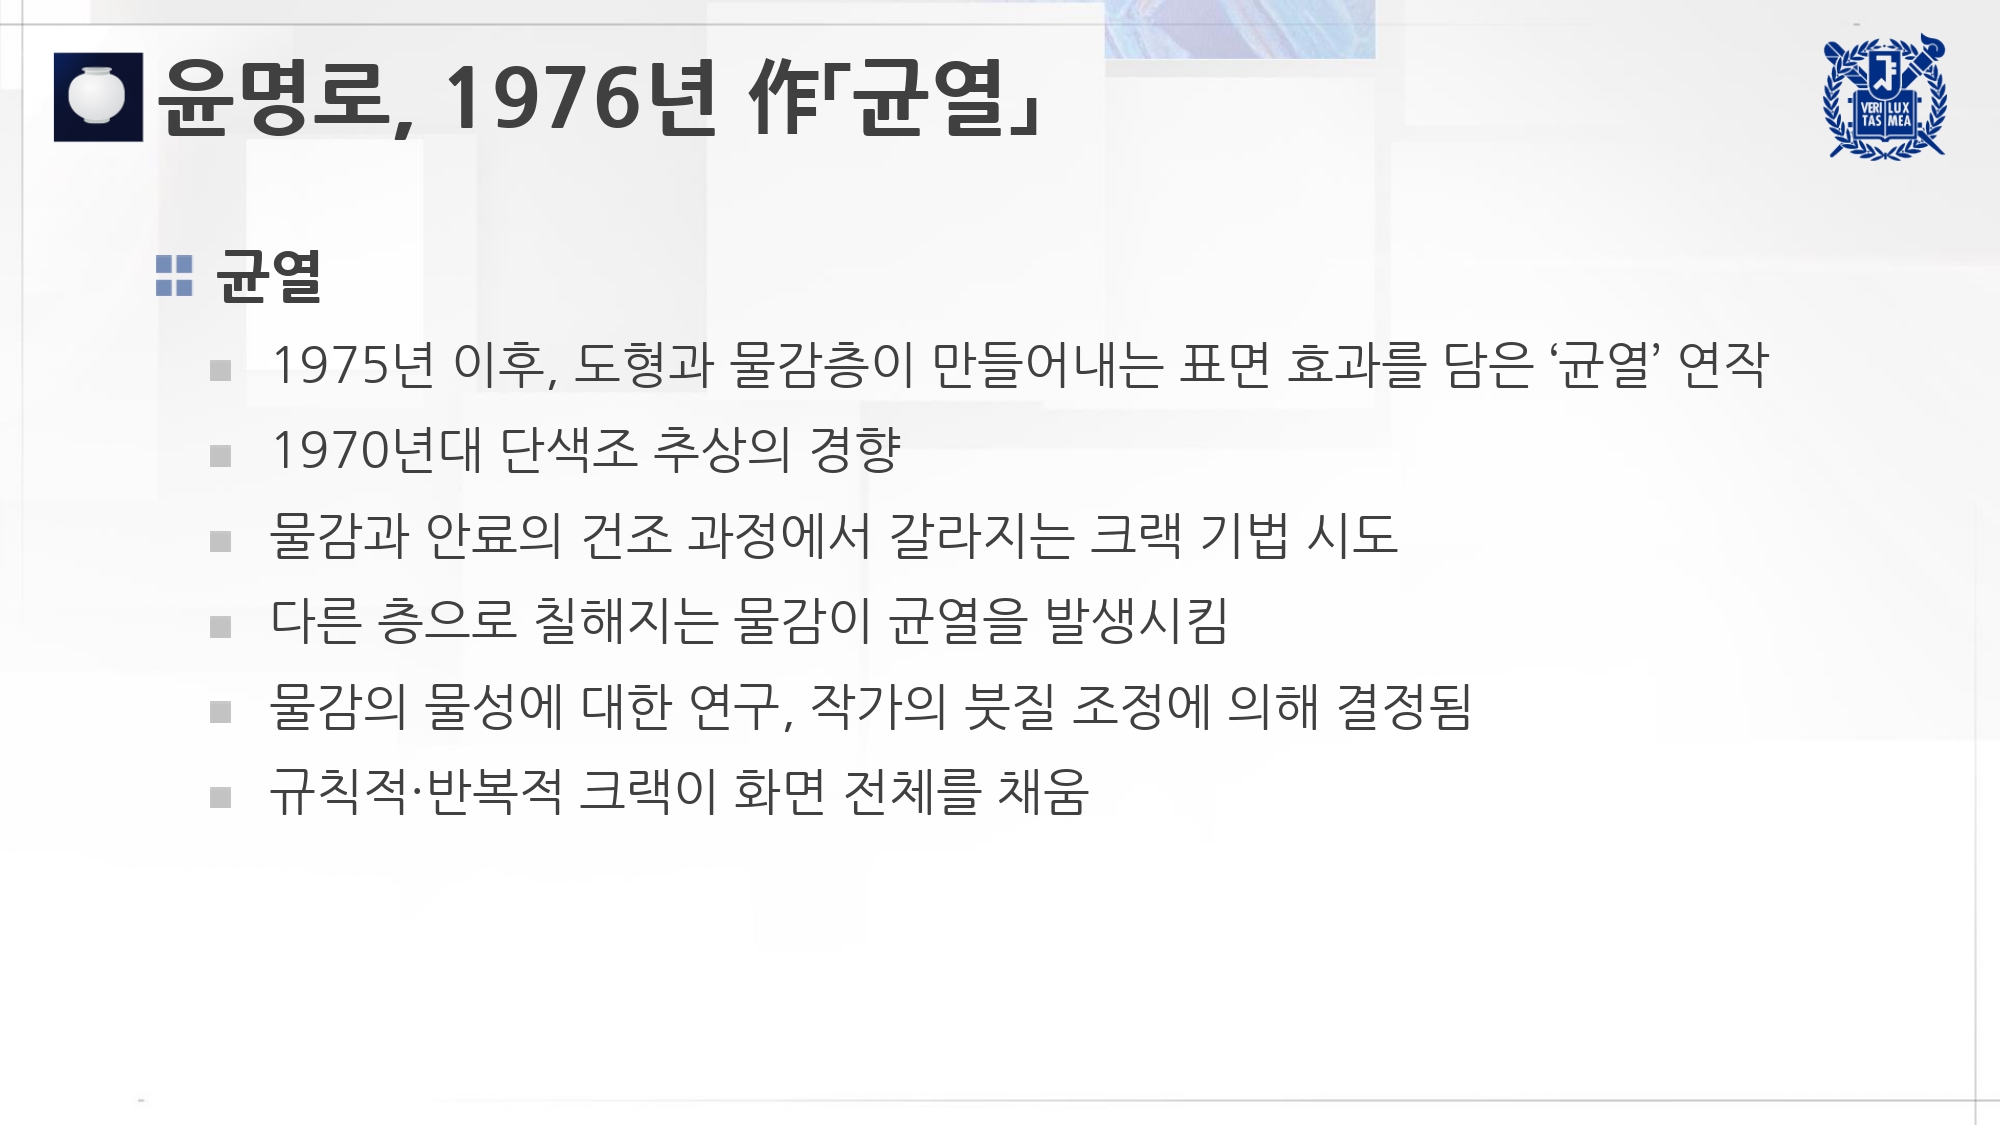 윤명로, 1976년 作「균열」
VERI LUX
TAS MEA
균열
1975년 이후, 도형과 물감층이 만들어내는 표면 효과를 담은 ‘균열’ 연작
1970년대 단색조 추상의 경향
물감과 안료의 건조 과정에서 갈라지는 크랙 기법 시도
다른 층으로 칠해지는 물감이 균열을 발생시킴
물감의 물성에 대한 연구, 작가의 붓질 조정에 의해 결정됨
규칙적·반복적 크랙이 화면 전체를 채움